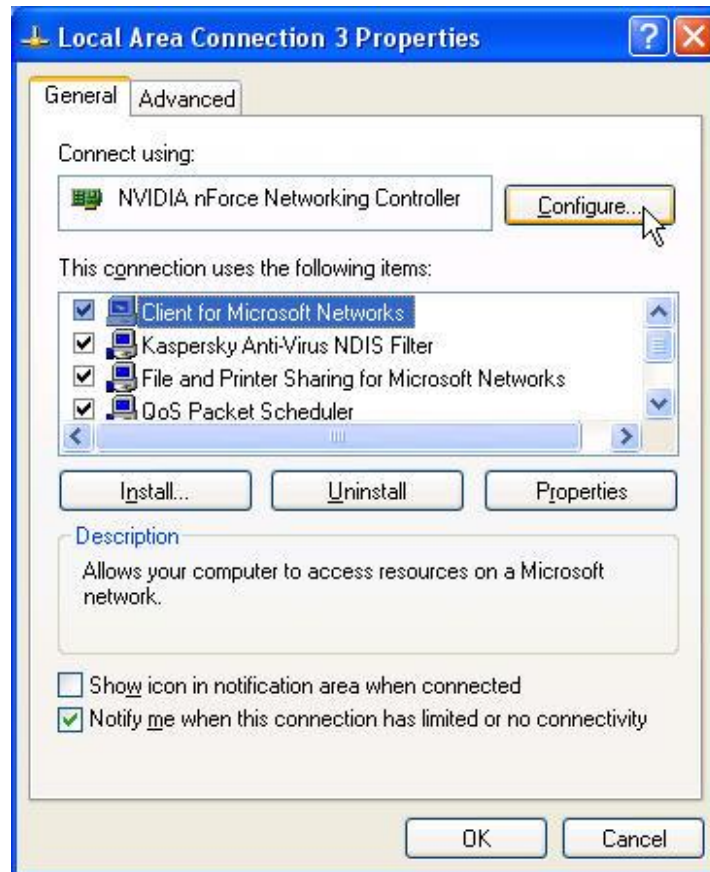 Local Area Connection 3 Properties
General
Advanced
Connect using:
NVIDIA nForce Networking Controller
Configure...
This connection uses the following items:
Client for Microsoft Networks
Kaspersky Anti-Virus NDIS Filter
File and Printer Sharing for Microsoft Networks
QoS Packet Scheduler
Install...
Uninstall
Properties
Description
Allows your computer to access resources on a Microsoft
network.
Show icon in notification area when connected
Notify me when this connection has limited or no connectivity
OK
Cancel